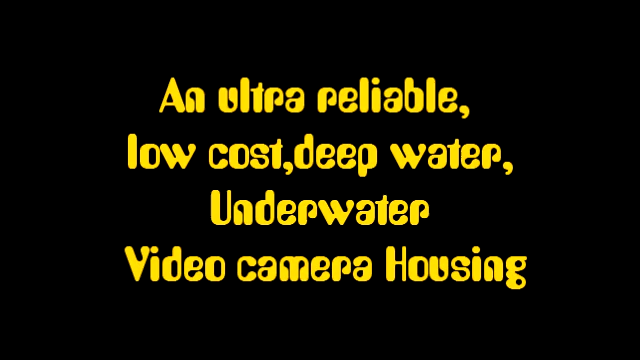 An ultra reliable,
low cost,deep water,
Underwater
Video camera Housing